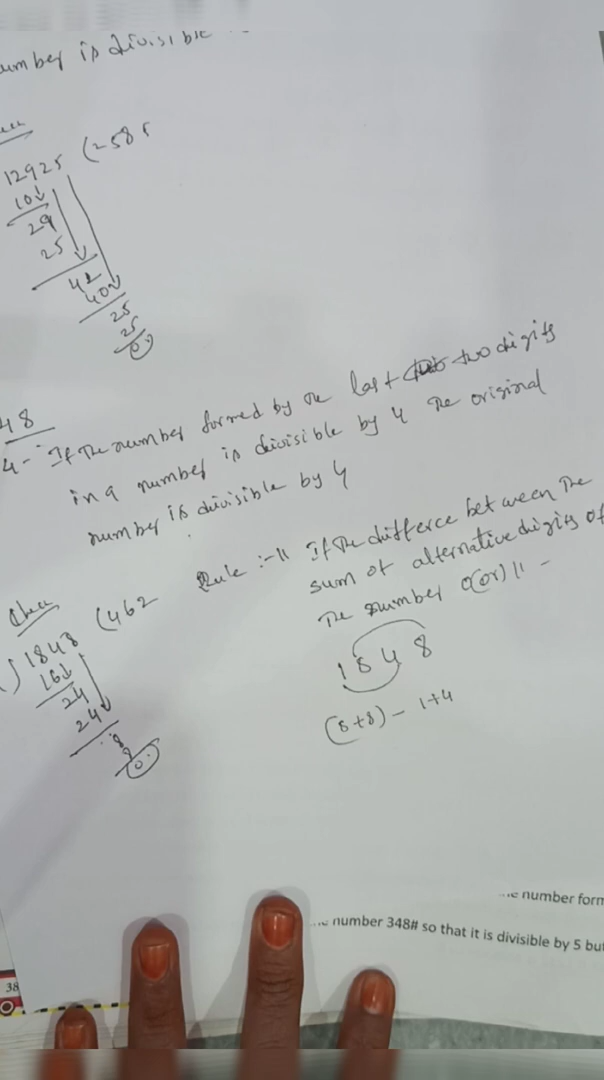 number is divisible
12925 (2585
10
29
25
42
40
25
25
0
48
4- If The number formed by The last two digits
in a number is divisible by 4 The original
number is divisible by 4
Rule :- 11 If The differce between The
sum of alternative digits of
The number 0(or) 11 -
1848 (462
16
24
24
8
8
0
1848
(8+8) - 1+4
number form
number 348# so that it is divisible by 5 bu
38